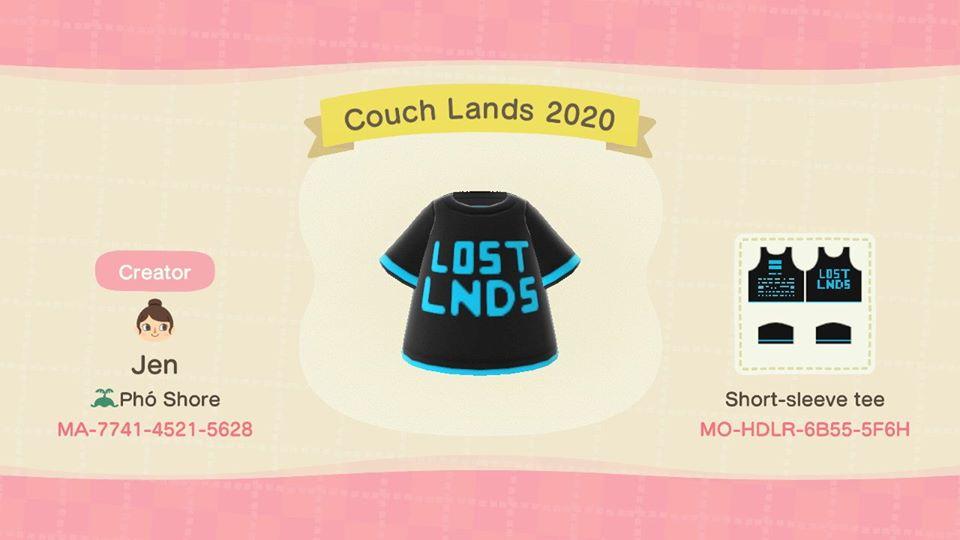 Couch Lands 2020
LOST
LNDS
Creator
Jen
Phó Shore
MA-7741-4521-5628
LOST
LNDS
Short-sleeve tee
MO-HDLR-6B55-5F6H